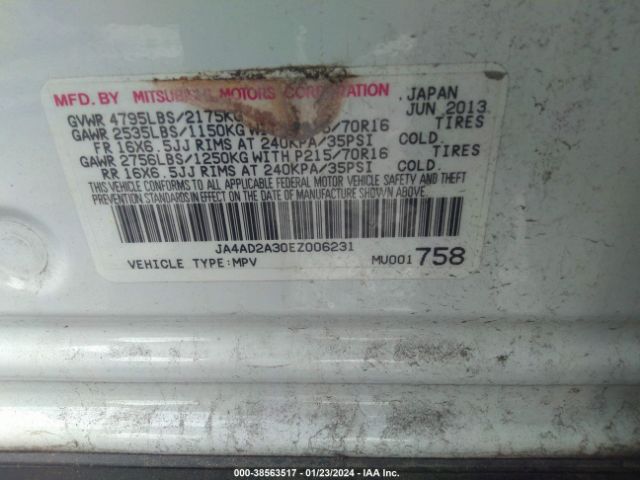 MFD. BY MITSUBISHI MOTORS CORPORATION , JAPAN
GVWR 4795LBS/2175KG JUN 2013
GAWR 2535LBS/1150KG WITH /70R16 TIRES
FR 16X6.5JJ RIMS AT 240KPA/35PSI COLD
GAWR 2756LBS/1250KG WITH P215/70R16 TIRES
RR 16X6.5JJ RIMS AT 240KPA/35PSI COLD
THIS VEHICLE CONFORMS TO ALL APPLICABLE FEDERAL MOTOR VEHICLE SAFETY AND THEFT
PREVENTION STANDARDS IN EFFECT ON THE DATE OF MANUFACTURE SHOWN ABOVE.
JA4AD2A30EZ006231
VEHICLE TYPE:MPV MU001 758
000-38563517 - 01/23/2024 - IAA Inc.